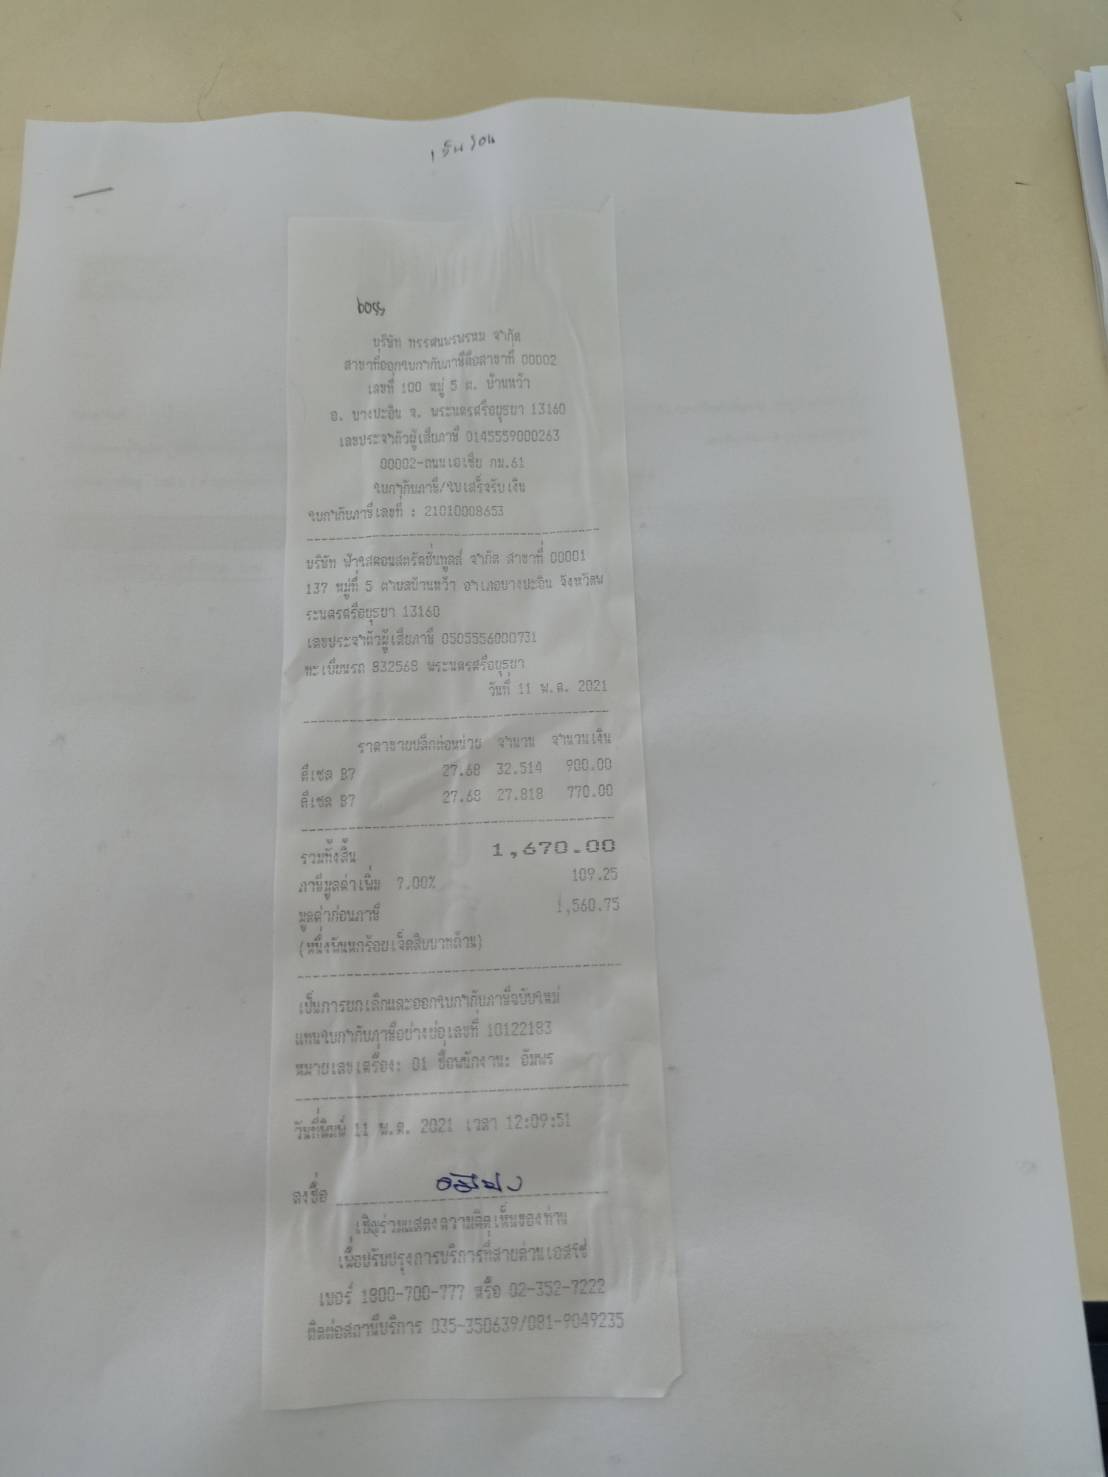 เงินโอน
boss
บริษัท พรรษนพรพรหม จำกัด
สาขาที่ออกใบกำกับภาษีคือสาขาที่ 00002
เลขที่ 100 หมู่ 5 ต. บ้านหว้า
อ. บางปะอิน จ. พระนครศรีอยุธยา 13160
เลขประจำตัวผู้เสียภาษี 0145559000263
00002-ถนนเอเชีย กม.61
ใบกำกับภาษี/ใบเสร็จรับเงิน
ใบกำกับภาษีเลขที่ : 21010008653
บริษัท ฟ้าใสคอนสตรัคชั่นทูลส์ จำกัด สาขาที่ 00001
137 หมู่ที่ 5 ตำบลบ้านหว้า อำเภอบางปะอิน จังหวัดพ
ระนครศรีอยุธยา 13160
เลขประจำตัวผู้เสียภาษี 0505556000731
ทะเบียนรถ 832568 พระนครศรีอยุธยา
วันที่ 11 พ.ค. 2021
ราคาขายปลีกต่อหน่วย จำนวน จำนวนเงิน
ดีเซล B7 27.68 32.514 900.00
ดีเซล B7 27.68 27.818 770.00
รวมทั้งสิ้น 1,670.00
ภาษีมูลค่าเพิ่ม 7.00% 109.25
มูลค่าก่อนภาษี 1,560.75
(หนึ่งพันหกร้อยเจ็ดสิบบาทถ้วน)
เป็นการยกเลิกและออกใบกำกับภาษีฉบับใหม่
แทนใบกำกับภาษีอย่างย่อเลขที่ 10122183
หมายเลขเครื่อง: 01 ชื่อพนักงาน: อัมพร
วันที่พิมพ์ 11 พ.ค. 2021 เวลา 12:09:51
ลงชื่อ
เชิญร่วมแสดงความคิดเห็นของท่าน
เพื่อปรับปรุงการบริการที่สายด่วนเอสโซ่
เบอร์ 1800-700-777 หรือ 02-352-7222
ติดต่อสถานีบริการ 035-350639/081-9049235